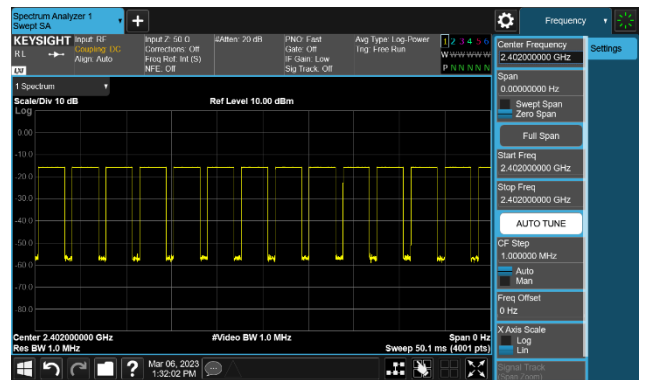 Spectrum Analyzer 1
Swept SA
Frequency
KEYSIGHT
RL
LXI
Input: RF
Coupling: DC
Align: Auto
Input Z: 50 Ω
Corrections: Off
Freq Ref: Int (S)
NFE: Off
#Atten: 20 dB
PNO: Fast
Gate: Off
IF Gain: Low
Sig Track: Off
Avg Type: Log-Power
Trig: Free Run
1 2 3 4 5 6
W W W W W W
P N N N N N
1 Spectrum
Scale/Div 10 dB
Ref Level 10.00 dBm
Log
0.00
-10.0
-20.0
-30.0
-40.0
-50.0
-60.0
-70.0
-80.0
Center 2.402000000 GHz
#Video BW 1.0 MHz
Span 0 Hz
Res BW 1.0 MHz
Sweep 50.1 ms (4001 pts)
Mar 06, 2023
1:32:02 PM
Center Frequency
2.402000000 GHz
Settings
Span
0.00000000 Hz
Swept Span
Zero Span
Full Span
Start Freq
2.402000000 GHz
Stop Freq
2.402000000 GHz
AUTO TUNE
CF Step
1.000000 MHz
Auto
Man
Freq Offset
0 Hz
X Axis Scale
Log
Lin
Signal Track
(Span Zoom)